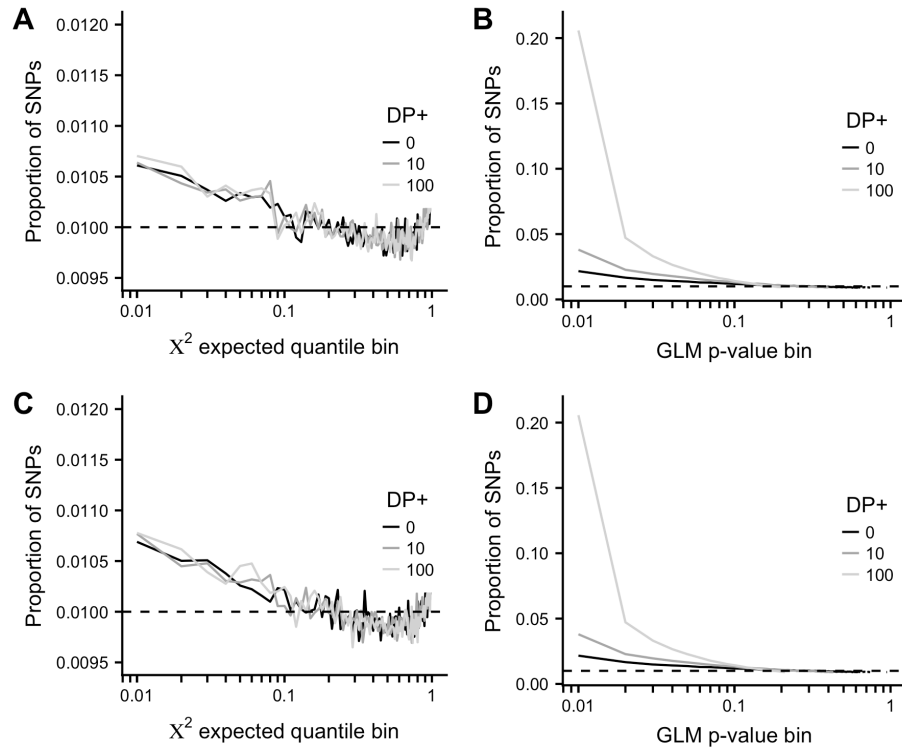 A
0.0120
0.0115
0.0110
0.0105
0.0100
0.0095
Proportion of SNPs
DP+
0
10
100
0.01
0.1
1
X² expected quantile bin
B
0.20
0.15
0.10
0.05
0.00
Proportion of SNPs
DP+
0
10
100
0.01
0.1
1
GLM p-value bin
C
0.0120
0.0115
0.0110
0.0105
0.0100
0.0095
Proportion of SNPs
DP+
0
10
100
0.01
0.1
1
X² expected quantile bin
D
0.20
0.15
0.10
0.05
0.00
Proportion of SNPs
DP+
0
10
100
0.01
0.1
1
GLM p-value bin